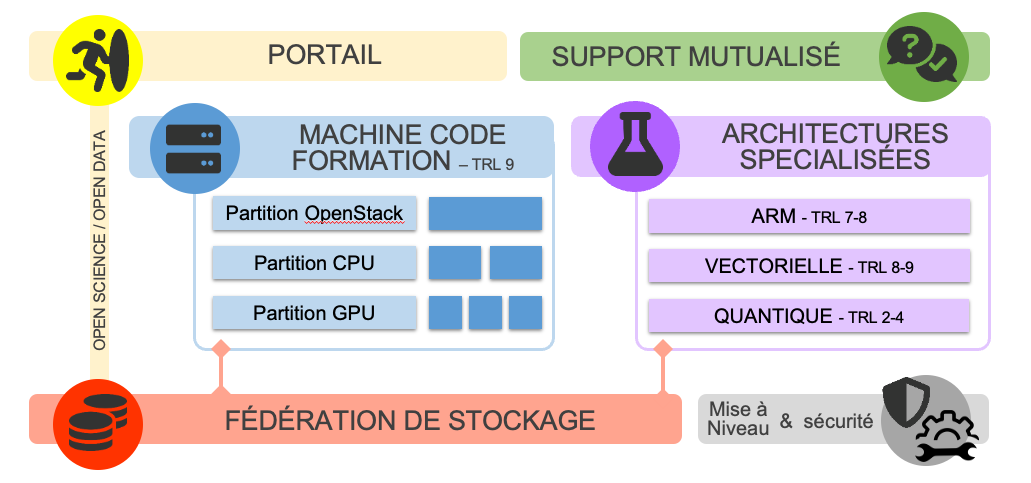 PORTAIL
SUPPORT MUTUALISÉ
OPEN SCIENCE / OPEN DATA
MACHINE CODE
FORMATION – TRL 9
Partition OpenStack
Partition CPU
Partition GPU
ARCHITECTURES
SPECIALISÉES
ARM - TRL 7-8
VECTORIELLE - TRL 8-9
QUANTIQUE - TRL 2-4
FÉDÉRATION DE STOCKAGE
Mise à
Niveau & sécurité